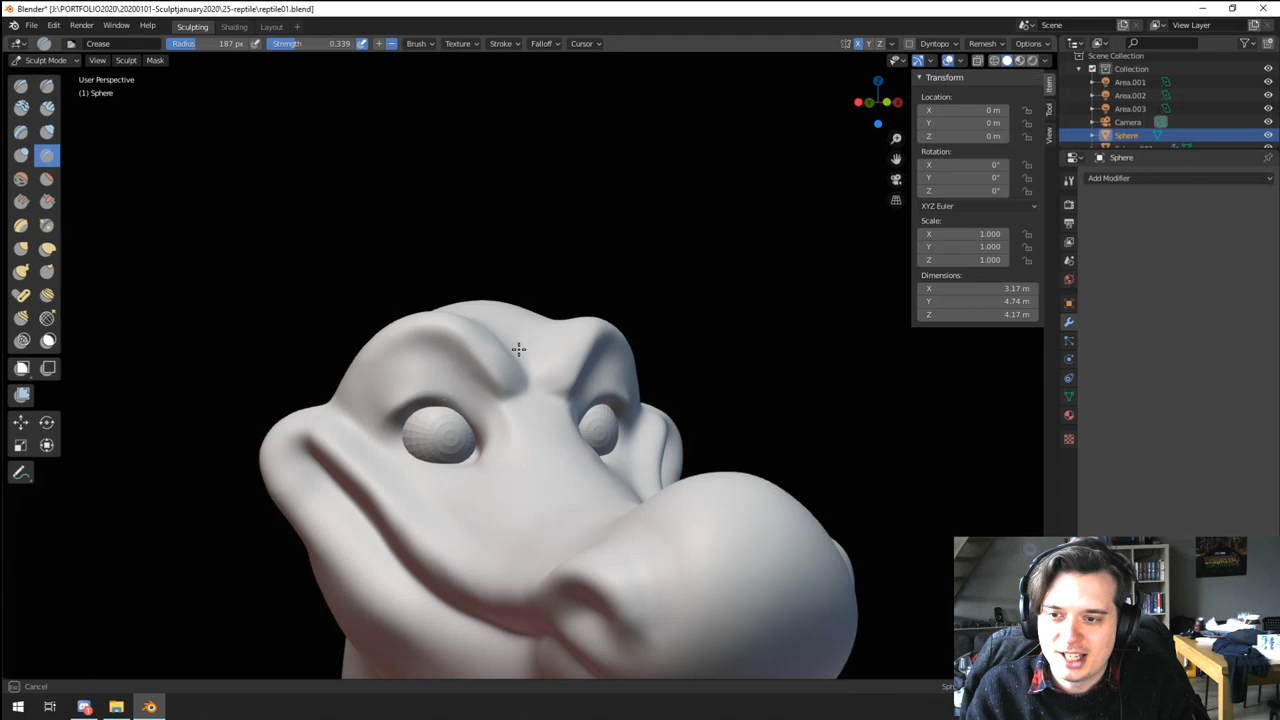 Blender* [J:\PORTFOLIO2020\20200101-Sculptjanuary2020\25-reptile\reptile01.blend]
File Edit Render Window Help Sculpting Shading Layout Scene View Layer
Crease Radius 187 px Strength 0.339 Brush Texture Stroke Falloff Cursor X Y Z Dyntopo Remesh Options
Sculpt Mode View Sculpt Mask
Scene Collection
Collection
Area.001
Area.002
Area.003
Camera
Sphere
User Perspective
(1) Sphere
Transform
Location:
X 0 m
Y 0 m
Z 0 m
Rotation:
X 0°
Y 0°
Z 0°
XYZ Euler
Scale:
X 1.000
Y 1.000
Z 1.000
Dimensions:
X 3.17 m
Y 4.74 m
Z 4.17 m
Item
Tool
View
Sphere
Add Modifier
Cancel